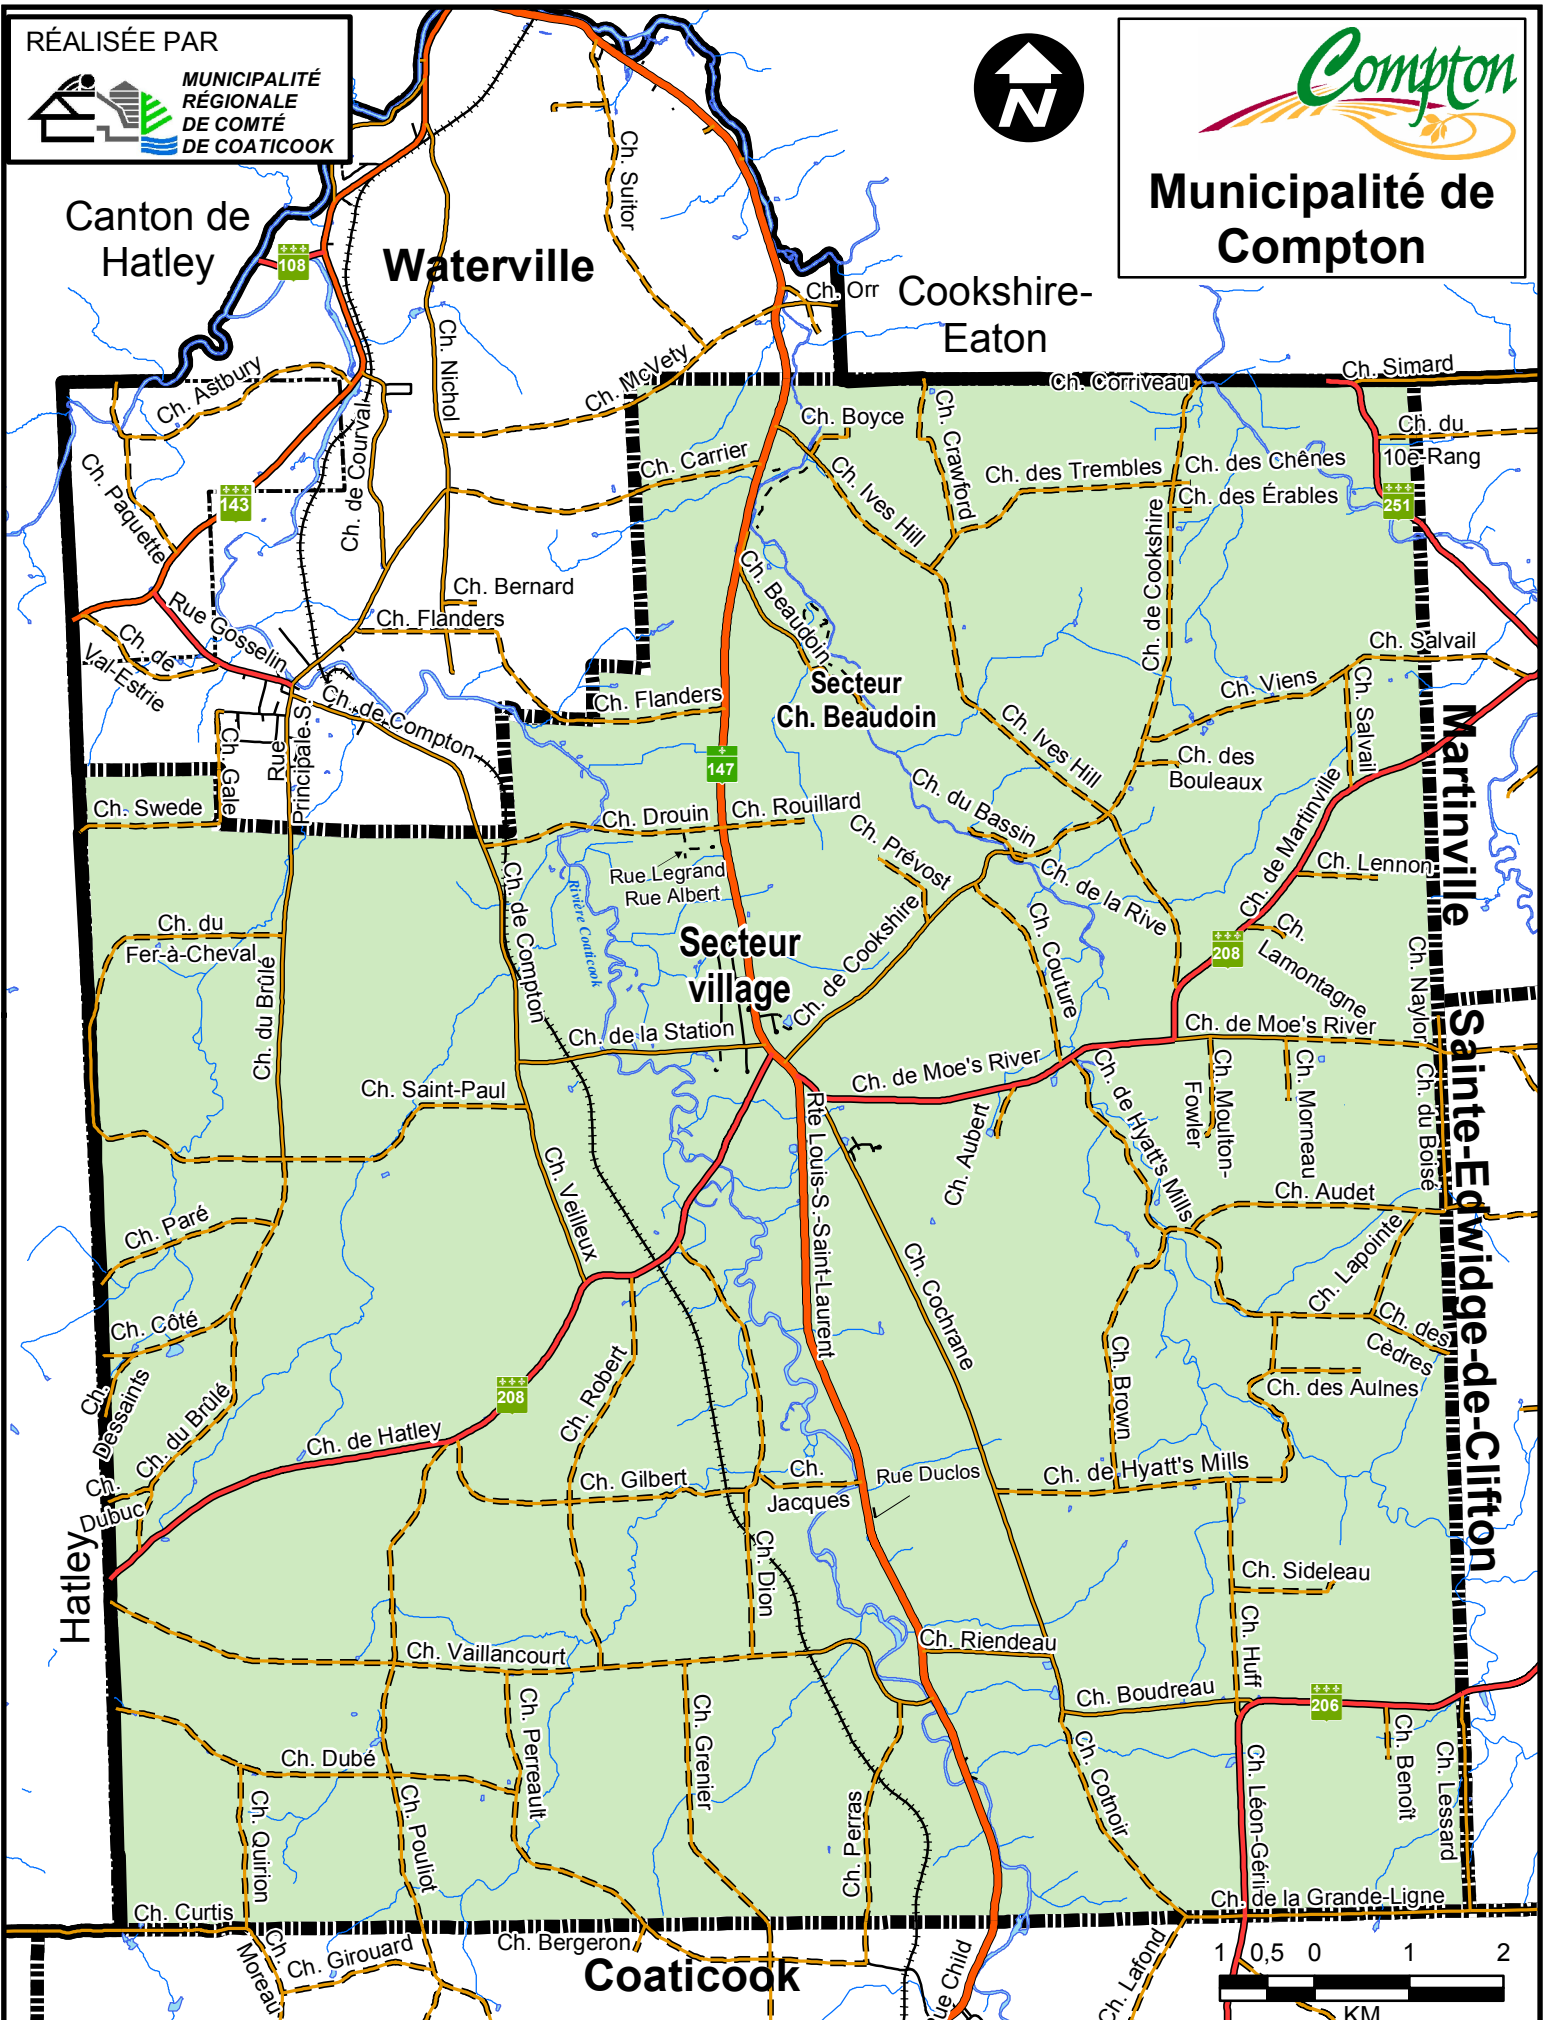 RÉALISÉE PAR
MUNICIPALITÉ
RÉGIONALE
DE COMTÉ
DE COATICOOK
Compton
Municipalité de
Compton
N
Canton de
Hatley
108
Waterville
Ch. Suitor
Ch. Orr
Cookshire-
Eaton
Ch. Nichol
Ch. McVety
Ch. Astbury
Ch. Corriveau
Ch. Simard
Ch. du
10e-Rang
Ch. Boyce
Ch. Crawford
Ch. Carrier
Ch. Ives Hill
Ch. des Trembles
Ch. des Chênes
Ch. des Érables
251
Ch. Paquette
143
Ch. de Courval
Ch. de Cookshire
Ch. Bernard
Ch. Flanders
Ch. Beaudoin
Rue Gosselin
Ch. de
Val-Estrie
Ch. Salvail
Secteur
Ch. Beaudoin
Ch. Viens
Ch. Salvail
Ch. de Compton
Ch. Flanders
Rue
Principale S.
Ch. Gale
147
Ch. Ives Hill
Ch. des
Bouleaux
Martinville
Ch. Swede
Ch. Drouin
Ch. Rouillard
Ch. du Bassin
Ch. de Martinville
Ch. Prévost
Rue Legrand
Rue Albert
Ch. de la Rive
Ch. Lennon
Rivière Coaticook
Ch. de Compton
Ch. du
Fer-à-Cheval
Secteur
village
Ch. de Cookshire
Ch. Couture
208
Ch.
Lamontagne
Ch. Naylor
Ch. du Brûlé
Ch. de la Station
Ch. de Moe's River
Ch. de Moe's River
Sainte-Edwidge-de-Clifton
Ch. Saint-Paul
Ch. Aubert
Ch. de Hyatt's Mills
Ch. Moulton-
Fowler
Ch. Morneau
Ch. du Boisé
Rte Louis-S.-Saint-Laurent
Ch. Veilleux
Ch. Audet
Ch. Paré
Ch. Cochrane
Ch. Lapointe
Ch. Côté
Ch. des
Cèdres
Ch.
Dessaints
Ch. du Brûlé
208
Ch. Robert
Ch. Brown
Ch. des Aulnes
Ch. de Hatley
Ch.
Dubuc
Ch. Gilbert
Ch.
Jacques
Rue Duclos
Ch. de Hyatt's Mills
Hatley
Ch. Dion
Ch. Sideleau
Ch. Huff
Ch. Vaillancourt
Ch. Riendeau
Ch. Boudreau
206
Ch. Perreault
Ch. Grenier
Ch. Dubé
Ch. Cotnoir
Ch. Léon-Gérin
Ch. Benoît
Ch. Lessard
Ch. Quirion
Ch. Pouliot
Ch. Perras
Ch. Curtis
Ch. de la Grande-Ligne
Ch.
Moreau
Ch. Girouard
Ch. Bergeron
Coaticook
Rue Child
Ch. Lafond
1 0,5 0 1 2
KM